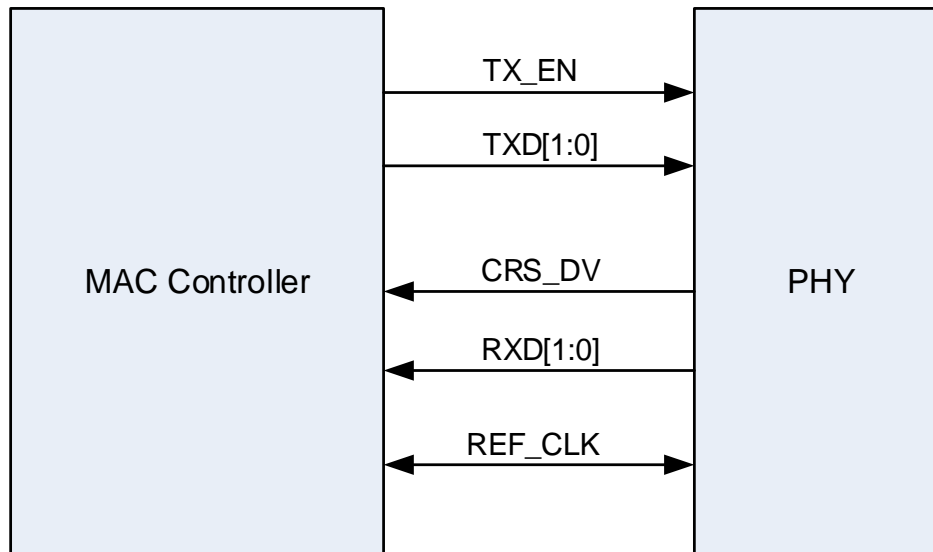 TX_EN
TXD[1:0]
MAC Controller
CRS_DV
PHY
RXD[1:0]
REF_CLK